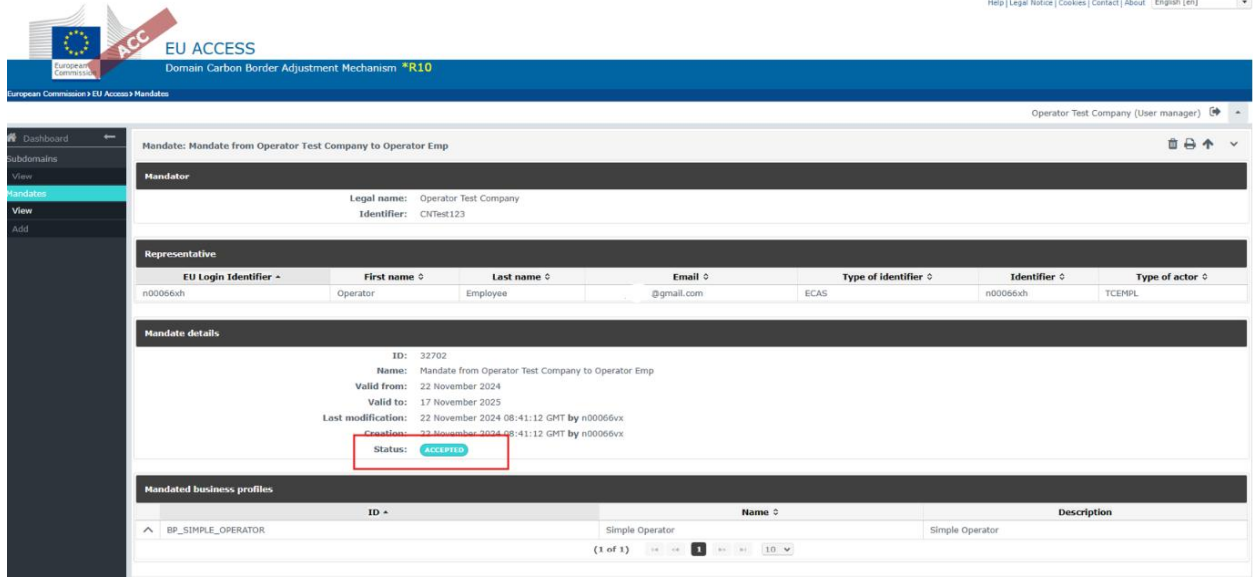 Help | Legal Notice | Cookies | Contact | About English [en]
ACC
European Commission
EU ACCESS
Domain Carbon Border Adjustment Mechanism *R10
European Commission > EU Access > Mandates
Operator Test Company (User manager)
Dashboard
Subdomains
View
Mandates
View
Add
Mandate: Mandate from Operator Test Company to Operator Emp
Mandator
Legal name: Operator Test Company
Identifier: CNTest123
Representative
EU Login Identifier First name Last name Email Type of identifier Identifier Type of actor
n00066xh Operator Employee @gmail.com ECAS n00066xh TCEMPL
Mandate details
ID: 32702
Name: Mandate from Operator Test Company to Operator Emp
Valid from: 22 November 2024
Valid to: 17 November 2025
Last modification: 22 November 2024 08:41:12 GMT by n00066vx
Creation: 22 November 2024 08:41:12 GMT by n00066vx
Status: ACCEPTED
Mandated business profiles
ID Name Description
BP_SIMPLE_OPERATOR Simple Operator Simple Operator
(1 of 1) 1 10